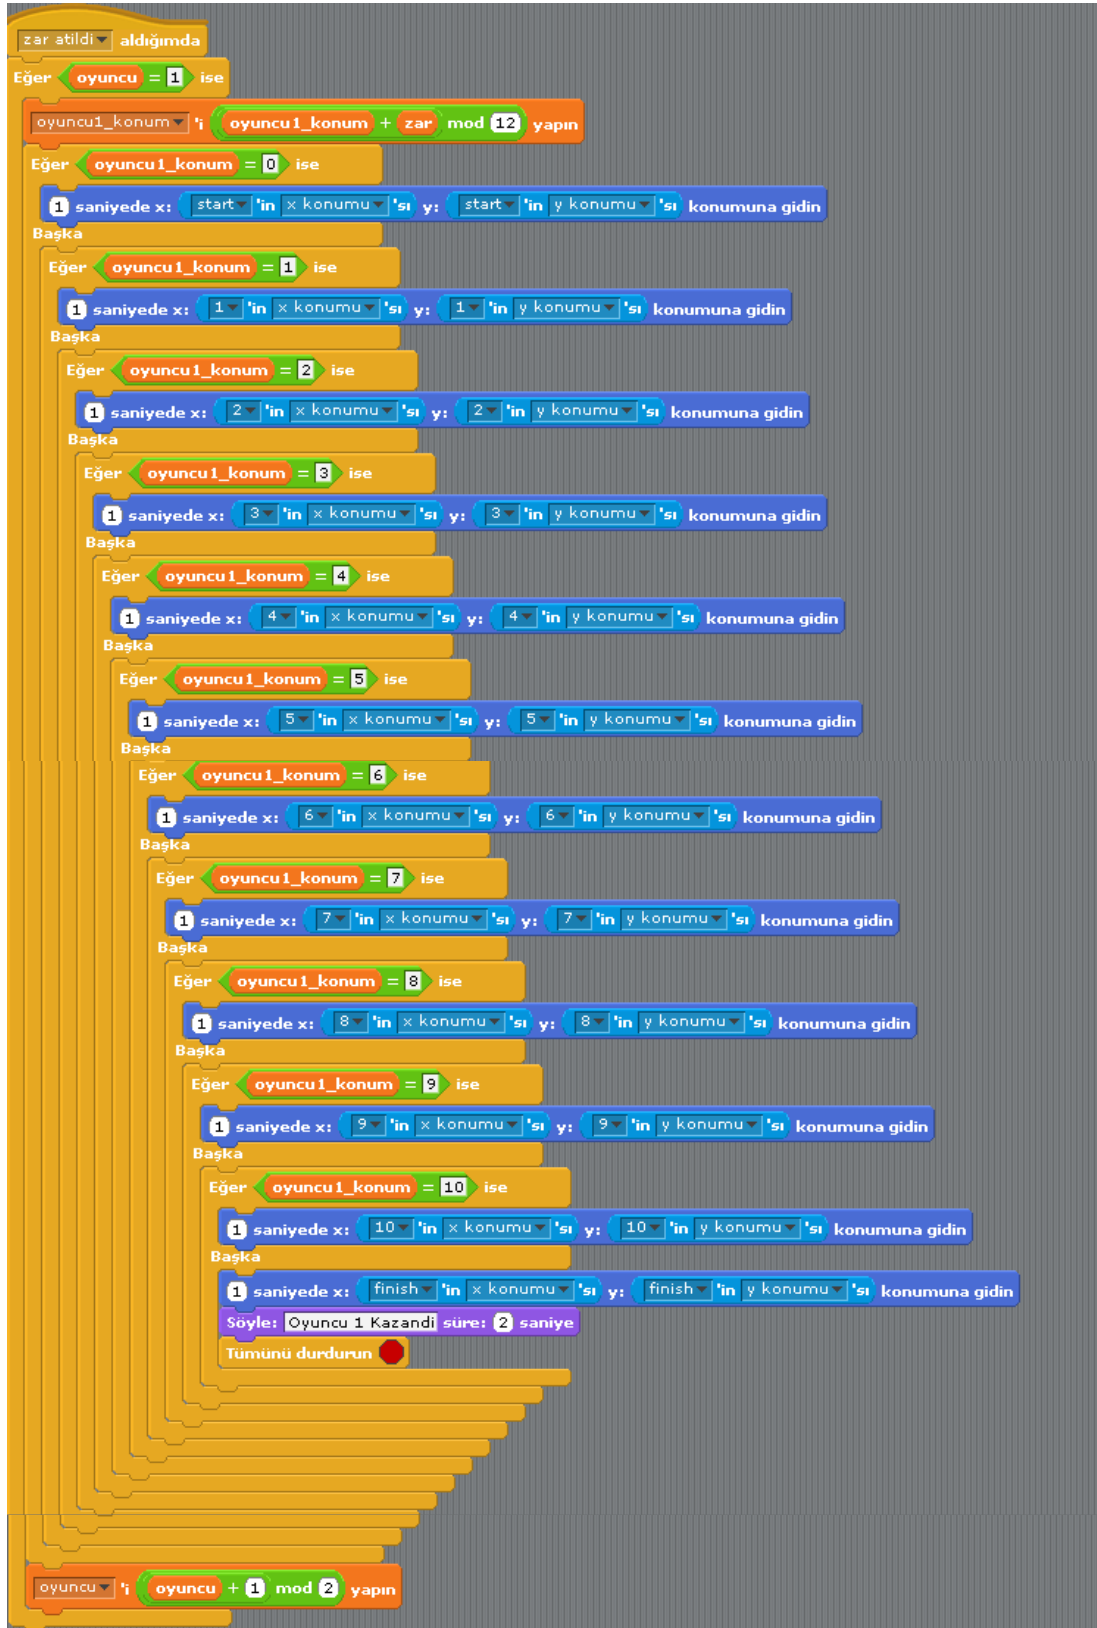 zar atildi aldığımda
Eğer oyuncu = 1 ise
oyuncu1_konum 'i oyuncu1_konum + zar mod 12 yapın
Eğer oyuncu1_konum = 0 ise
1 saniyede x: start 'in x konumu 'sı y: start 'in y konumu 'sı konumuna gidin
Başka
Eğer oyuncu1_konum = 1 ise
1 saniyede x: 1 'in x konumu 'sı y: 1 'in y konumu 'sı konumuna gidin
Başka
Eğer oyuncu1_konum = 2 ise
1 saniyede x: 2 'in x konumu 'sı y: 2 'in y konumu 'sı konumuna gidin
Başka
Eğer oyuncu1_konum = 3 ise
1 saniyede x: 3 'in x konumu 'sı y: 3 'in y konumu 'sı konumuna gidin
Başka
Eğer oyuncu1_konum = 4 ise
1 saniyede x: 4 'in x konumu 'sı y: 4 'in y konumu 'sı konumuna gidin
Başka
Eğer oyuncu1_konum = 5 ise
1 saniyede x: 5 'in x konumu 'sı y: 5 'in y konumu 'sı konumuna gidin
Başka
Eğer oyuncu1_konum = 6 ise
1 saniyede x: 6 'in x konumu 'sı y: 6 'in y konumu 'sı konumuna gidin
Başka
Eğer oyuncu1_konum = 7 ise
1 saniyede x: 7 'in x konumu 'sı y: 7 'in y konumu 'sı konumuna gidin
Başka
Eğer oyuncu1_konum = 8 ise
1 saniyede x: 8 'in x konumu 'sı y: 8 'in y konumu 'sı konumuna gidin
Başka
Eğer oyuncu1_konum = 9 ise
1 saniyede x: 9 'in x konumu 'sı y: 9 'in y konumu 'sı konumuna gidin
Başka
Eğer oyuncu1_konum = 10 ise
1 saniyede x: 10 'in x konumu 'sı y: 10 'in y konumu 'sı konumuna gidin
Başka
1 saniyede x: finish 'in x konumu 'sı y: finish 'in y konumu 'sı konumuna gidin
Söyle: Oyuncu 1 Kazandi süre: 2 saniye
Tümünü durdurun
oyuncu 'i oyuncu + 1 mod 2 yapın